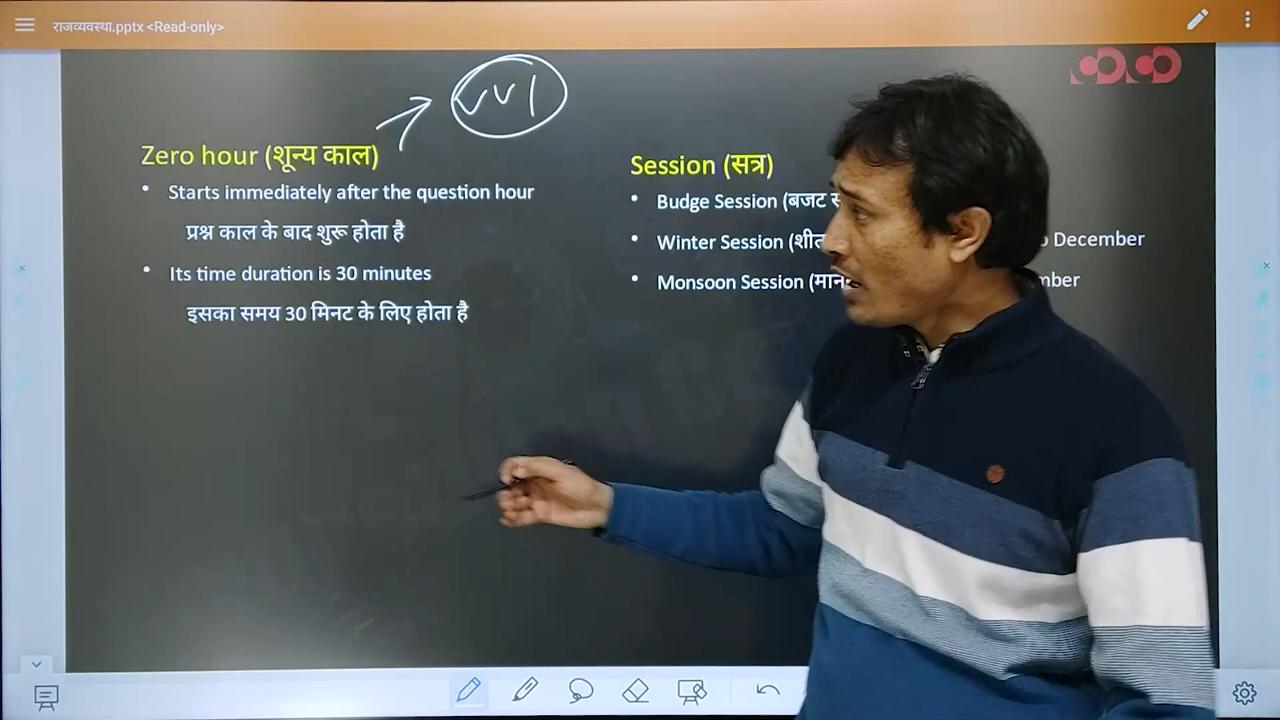 राजव्यवस्था.pptx <Read-only>
VVI
Zero hour (शून्य काल)
• Starts immediately after the question hour
प्रश्न काल के बाद शुरू होता है
• Its time duration is 30 minutes
इसका समय 30 मिनट के लिए होता है
Session (सत्र)
• Budge Session (बजट
• Winter Session (शीत December
• Monsoon Session (मान